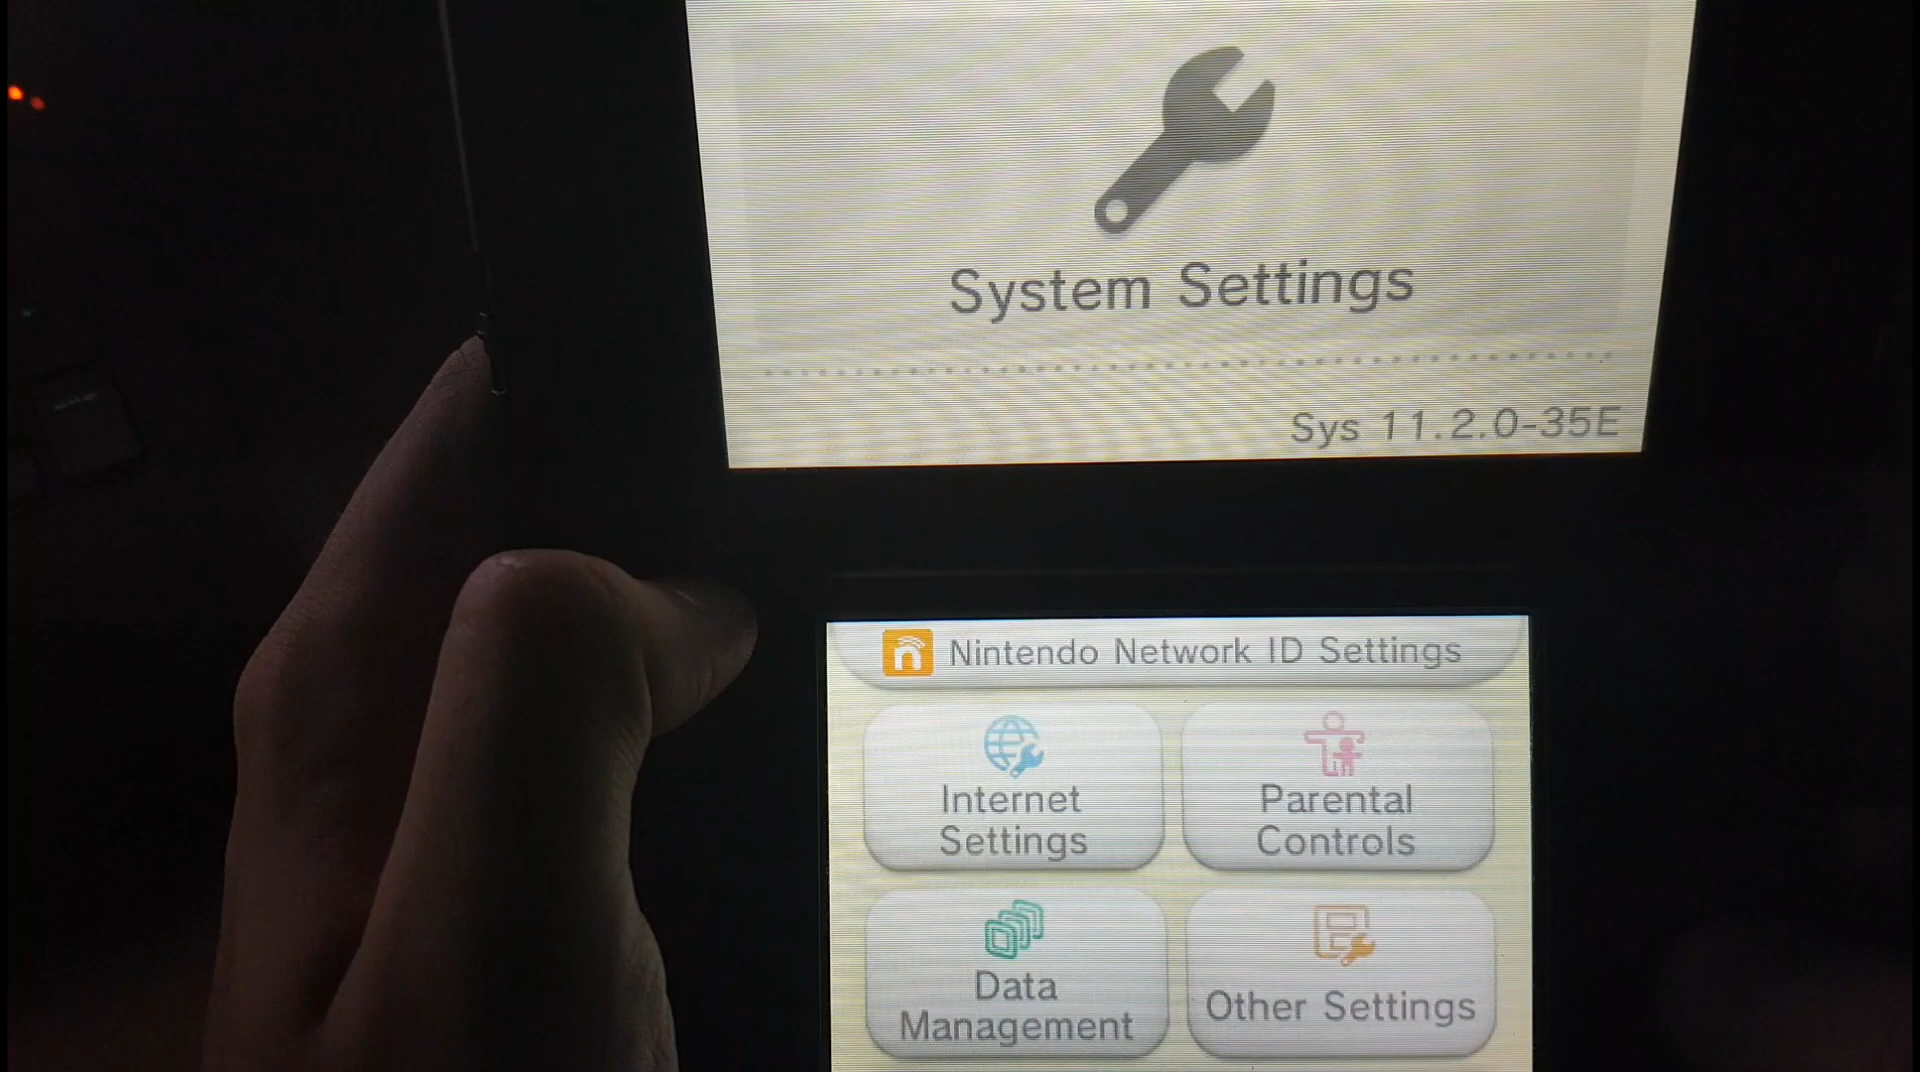 System Settings
Sys 11.2.0-35E
Nintendo Network ID Settings
Internet
Settings
Parental
Controls
Data
Management
Other Settings